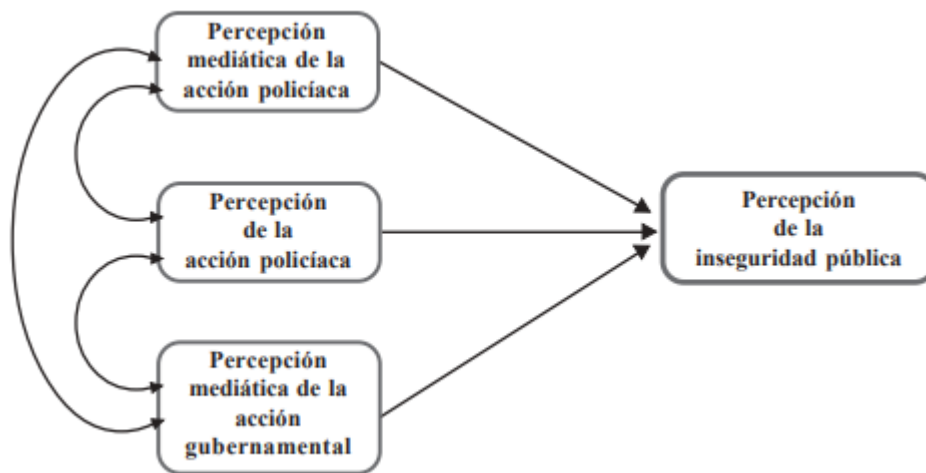 Percepción
mediática de la
acción policíaca
Percepción
de la
acción policíaca
Percepción
mediática de la
acción
gubernamental
Percepción
de la
inseguridad pública